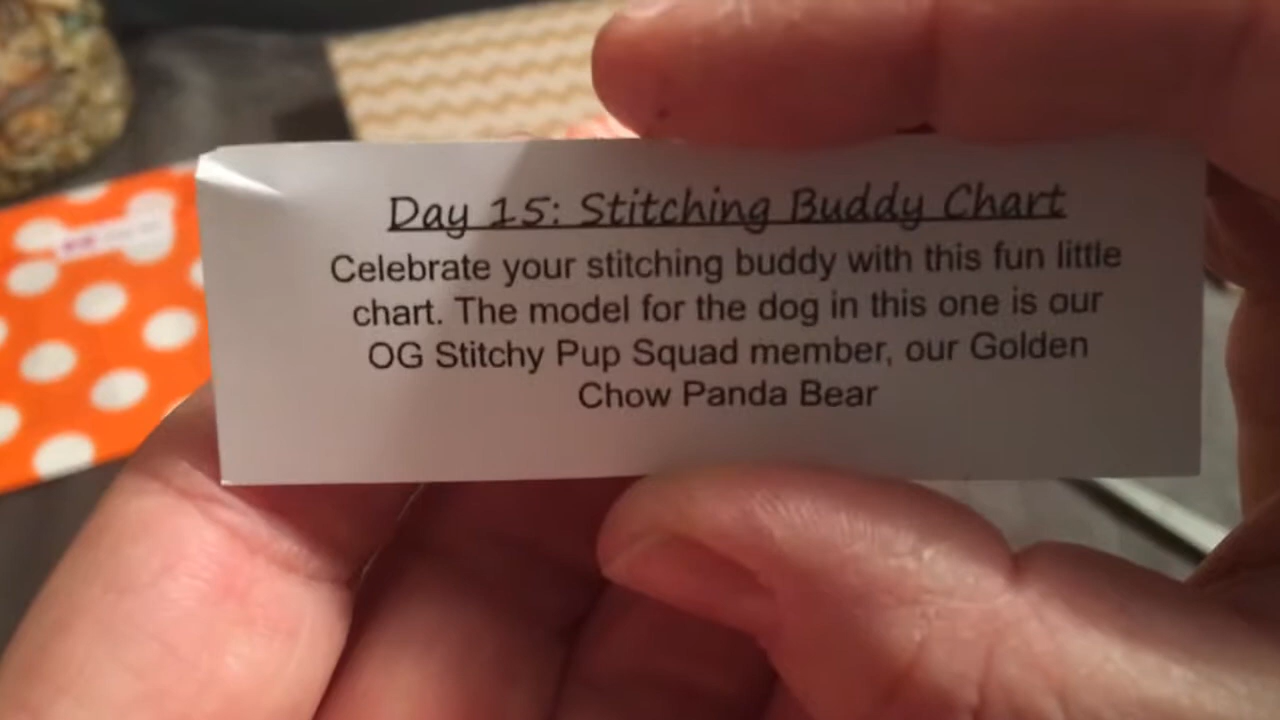 Day 15: Stitching Buddy Chart
Celebrate your stitching buddy with this fun little
chart. The model for the dog in this one is our
OG Stitchy Pup Squad member, our Golden
Chow Panda Bear